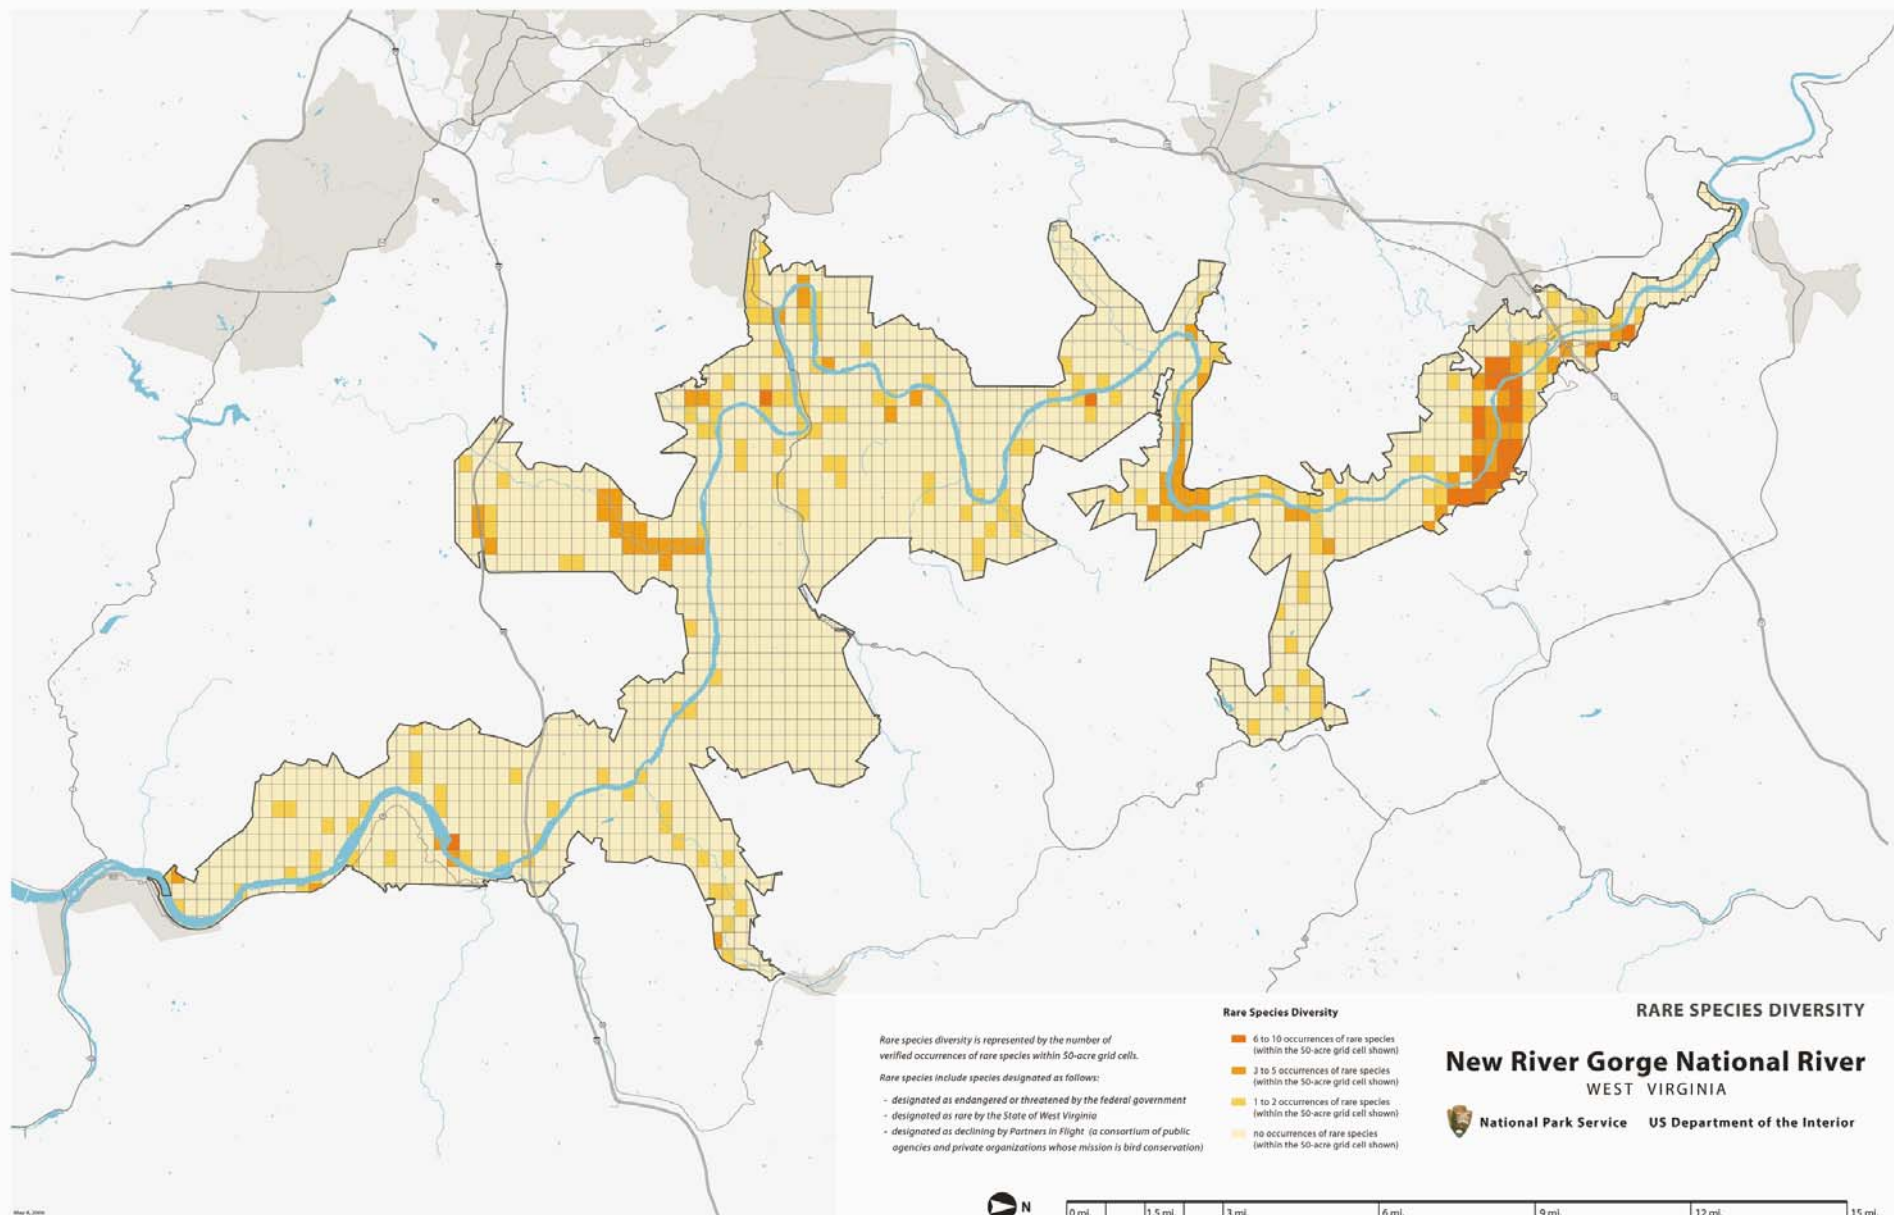 Rare species diversity is represented by the number of
verified occurrences of rare species within 50-acre grid cells.
Rare species include species designated as follows:
- designated as endangered or threatened by the federal government
- designated as rare by the State of West Virginia
- designated as declining by Partners in Flight (a consortium of public
agencies and private organizations whose mission is bird conservation)
Rare Species Diversity
6 to 10 occurrences of rare species
(within the 50-acre grid cell shown)
3 to 5 occurrences of rare species
(within the 50-acre grid cell shown)
1 to 2 occurrences of rare species
(within the 50-acre grid cell shown)
no occurrences of rare species
(within the 50-acre grid cell shown)
RARE SPECIES DIVERSITY
New River Gorge National River
WEST VIRGINIA
National Park Service US Department of the Interior
N
0 mi. 1.5 mi. 3 mi. 6 mi. 9 mi. 12 mi. 15 mi.